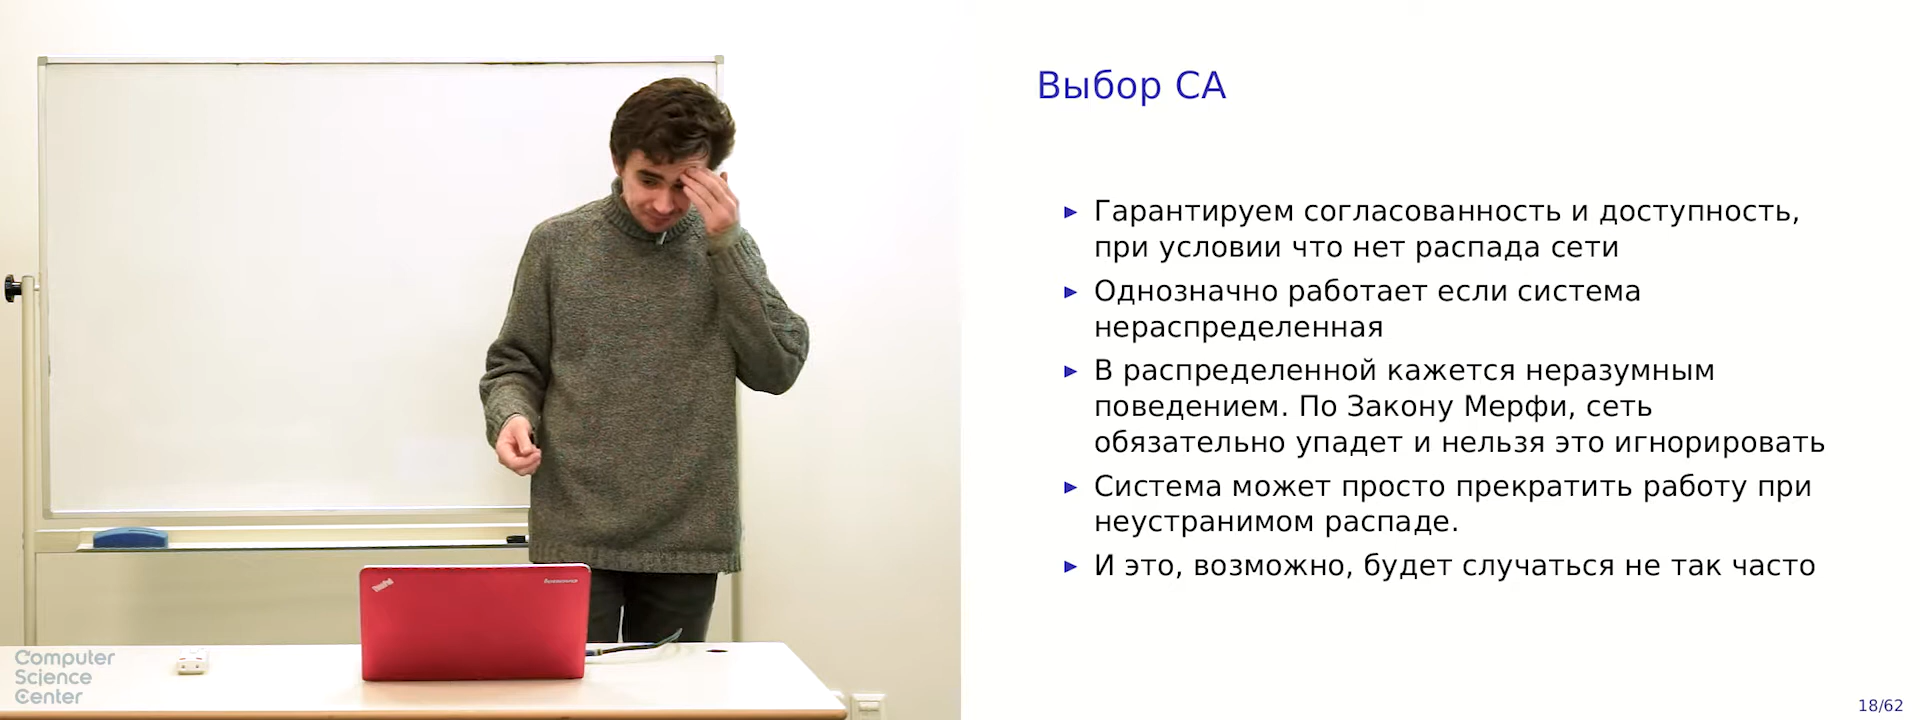 Выбор CA
Гарантируем согласованность и доступность,
при условии что нет распада сети
Однозначно работает если система
нераспределенная
В распределенной кажется неразумным
поведением. По Закону Мерфи, сеть
обязательно упадет и нельзя это игнорировать
Система может просто прекратить работу при
неустранимом распаде.
И это, возможно, будет случаться не так часто
18/62
Computer
Science
Center